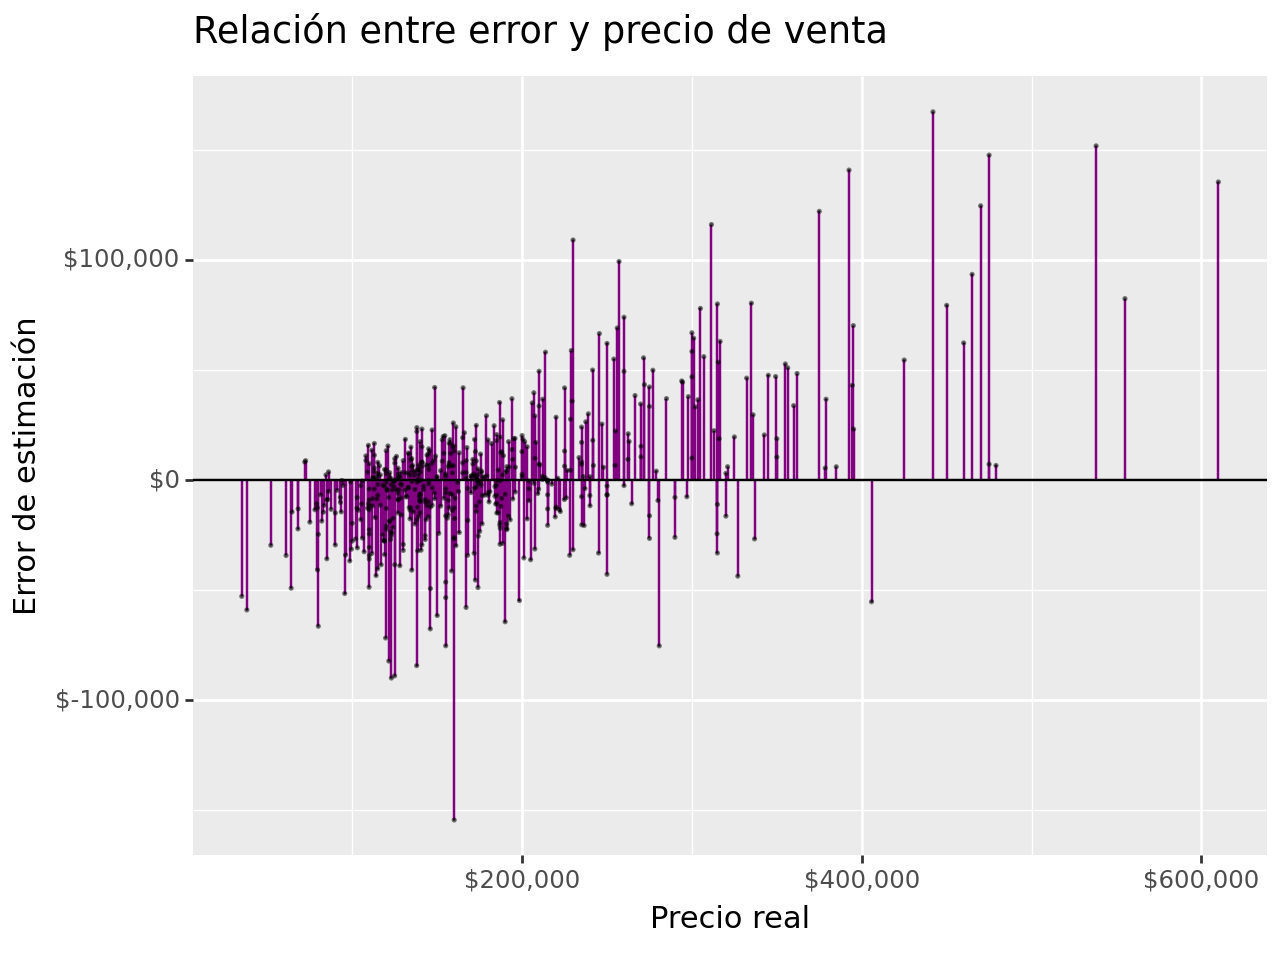 Relación entre error y precio de venta
Error de estimación
$100,000
$0
$-100,000
$200,000
$400,000
$600,000
Precio real